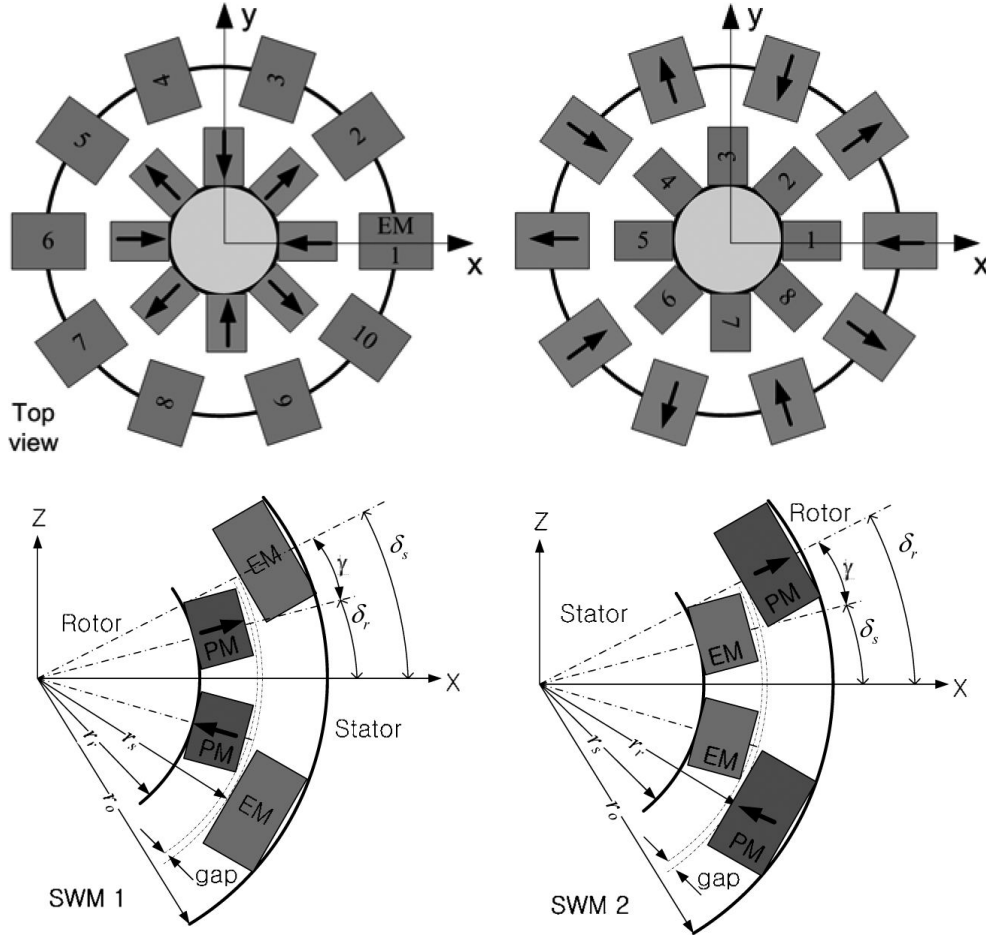 y
4
3
5
2
6
EM
1
x
7
10
8
9
Top
view
y
3
4
2
5
1
x
6
8
7
Z
Rotor
EM
γ
δs
δr
PM
X
PM
Stator
rr
rs
EM
ro
gap
SWM 1
Z
Rotor
Stator
PM
γ
δr
δs
EM
X
EM
rs
rr
PM
ro
gap
SWM 2